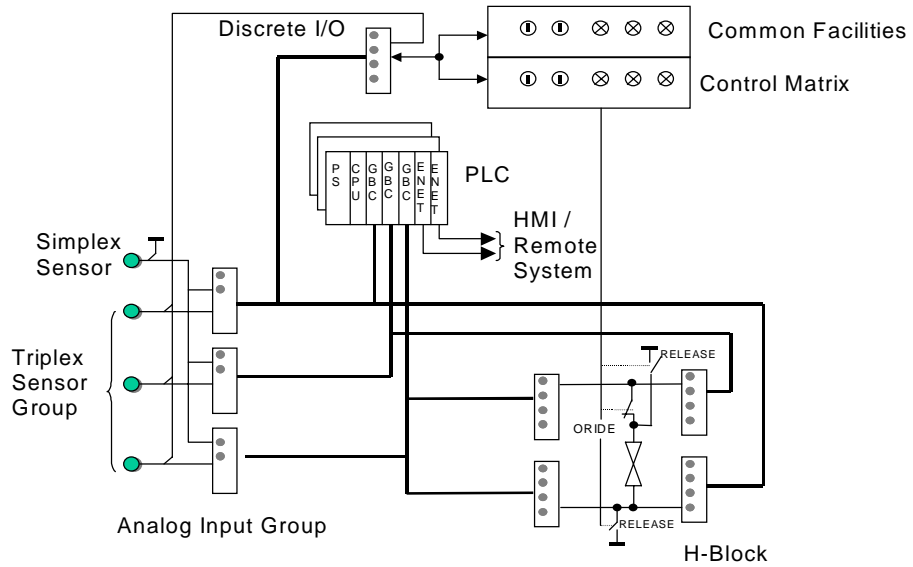 Discrete I/O
Common Facilities
Control Matrix
PS
CPU
GBC
GBC
GBC
ENET
ENET
PLC
HMI /
Remote
System
Simplex
Sensor
Triplex
Sensor
Group
RELEASE
ORIDE
RELEASE
Analog Input Group
H-Block